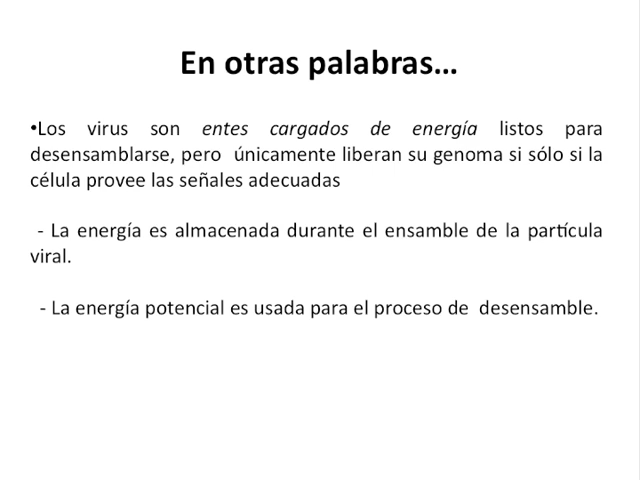 En otras palabras...
•Los virus son entes cargados de energía listos para
desensamblarse, pero únicamente liberan su genoma si sólo si la
célula provee las señales adecuadas
- La energía es almacenada durante el ensamble de la partícula
viral.
- La energía potencial es usada para el proceso de desensamble.